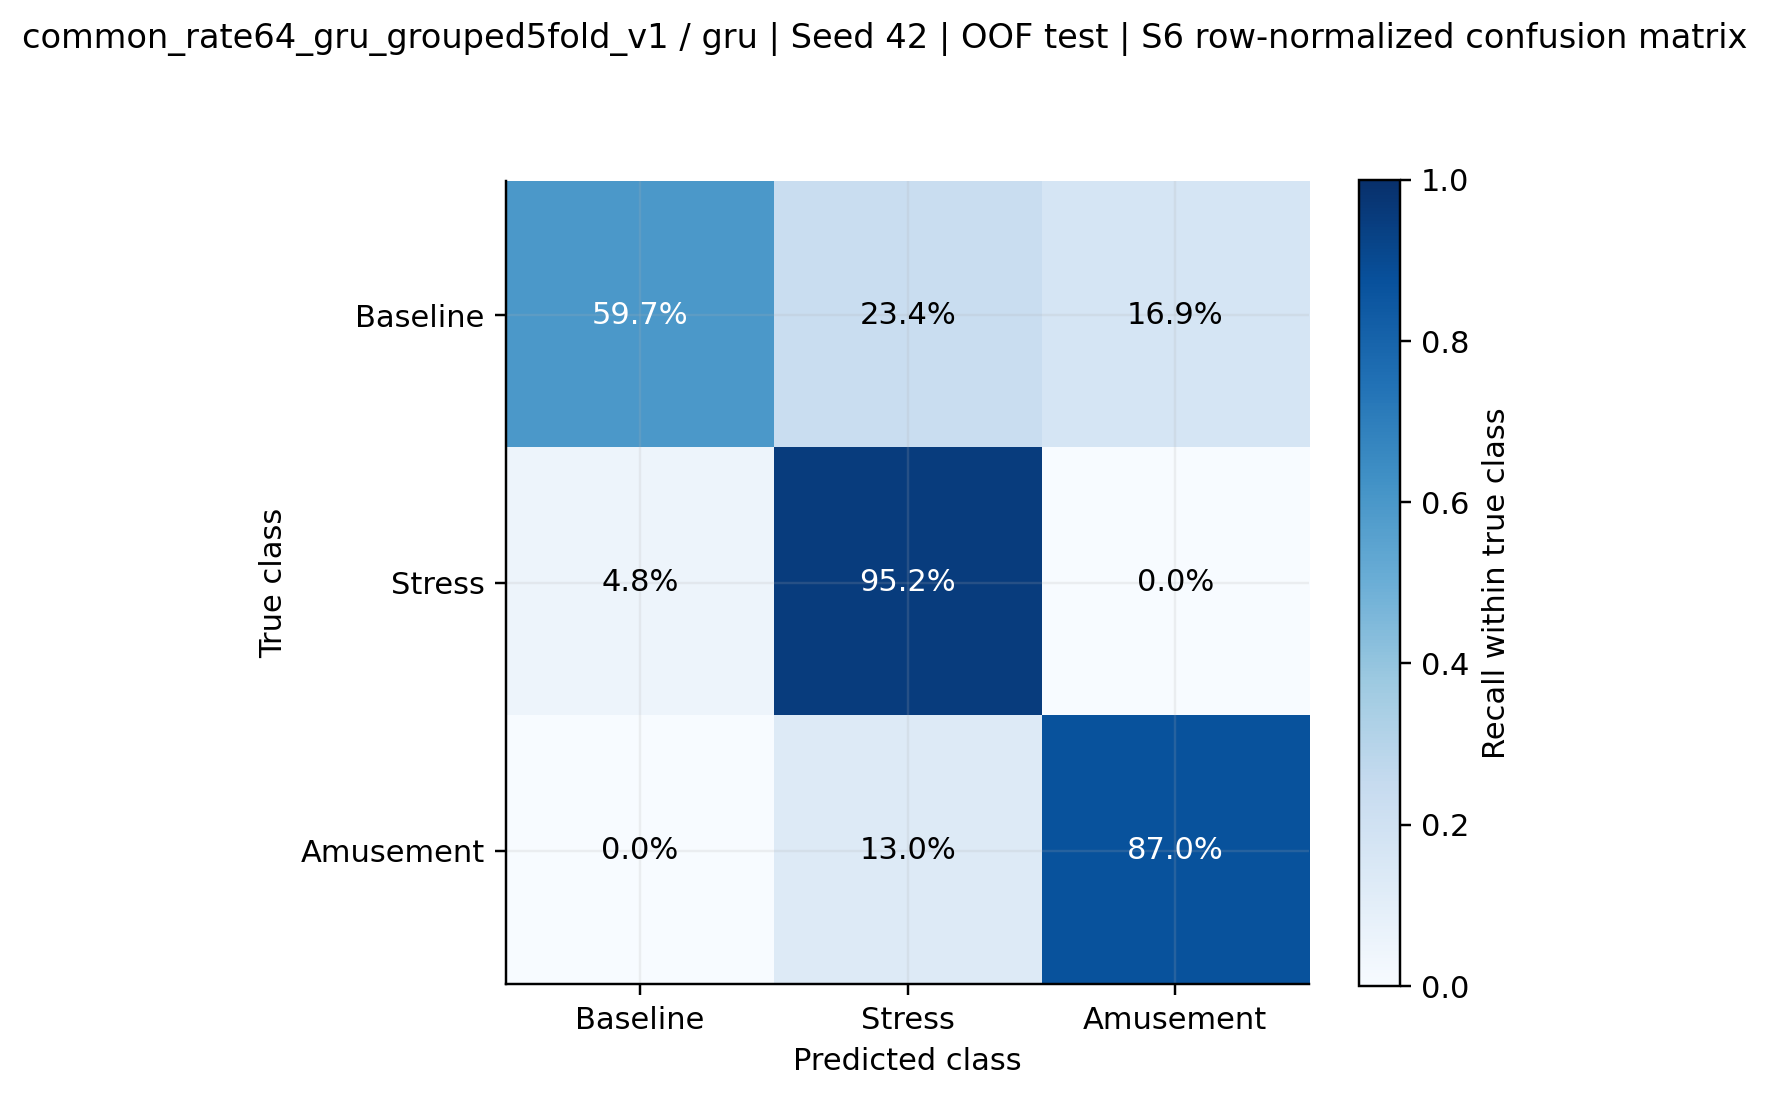 common_rate64_gru_grouped5fold_v1 / gru | Seed 42 | OOF test | S6 row-normalized confusion matrix
Baseline
59.7%
23.4%
16.9%
Stress
4.8%
95.2%
0.0%
Amusement
0.0%
13.0%
87.0%
Baseline
Stress
Amusement
Predicted class
True class
1.0
0.8
0.6
0.4
0.2
0.0
Recall within true class